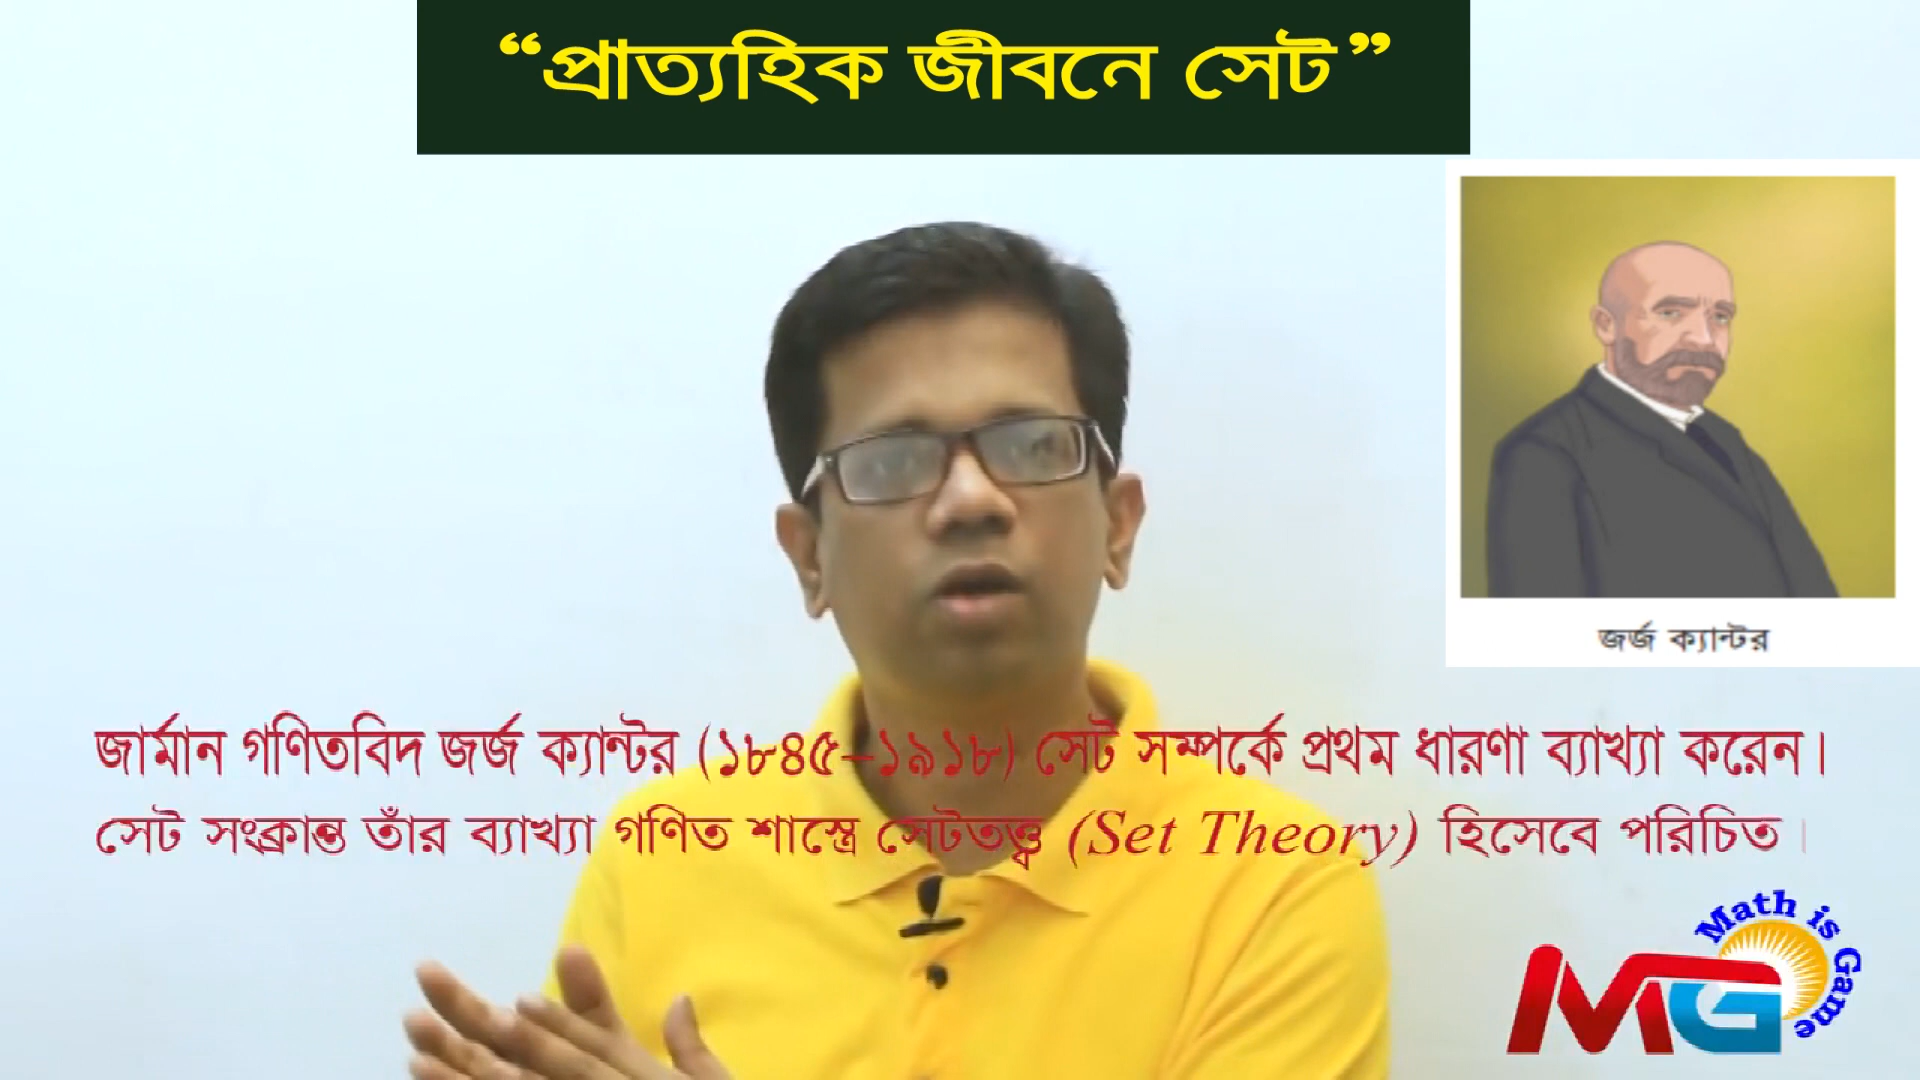 “প্রাত্যহিক জীবনে সেট”
জর্জ ক্যান্টর
জার্মান গণিতবিদ জর্জ ক্যান্টর (১৮৪৫–১৯১৮) সেট সম্পর্কে প্রথম ধারণা ব্যাখ্যা করেন।
সেট সংক্রান্ত তাঁর ব্যাখ্যা গণিত শাস্ত্রে সেটতত্ত্ব (Set Theory) হিসেবে পরিচিত।
Math is Game
MG